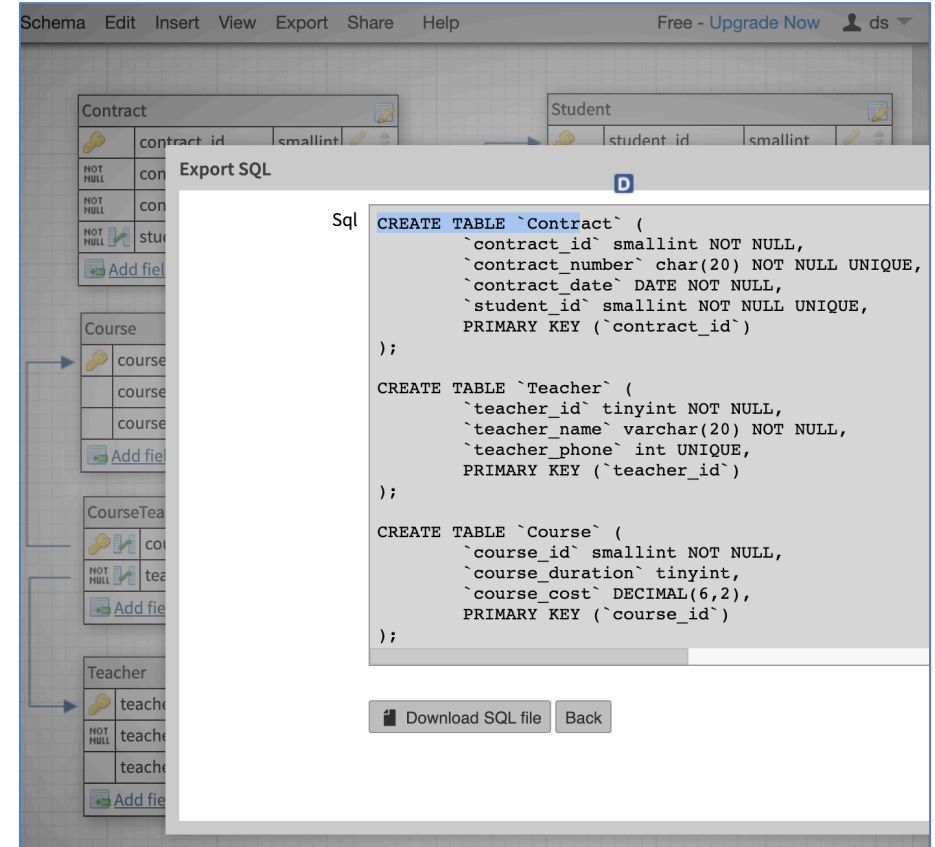 Schema Edit Insert View Export Share Help Free - Upgrade Now ds
Contract
contract_id smallint
NOT NULL con
NOT NULL con
NOT NULL stu
Add fiel
Student
student_id smallint
Course
course
course
course
Add fiel
CourseTea
cou
NOT NULL tea
Add fie
Teacher
teache
NOT NULL teache
teache
Add fie
Export SQL
D
Sql
CREATE TABLE `Contract` (
`contract_id` smallint NOT NULL,
`contract_number` char(20) NOT NULL UNIQUE,
`contract_date` DATE NOT NULL,
`student_id` smallint NOT NULL UNIQUE,
PRIMARY KEY (`contract_id`)
);
CREATE TABLE `Teacher` (
`teacher_id` tinyint NOT NULL,
`teacher_name` varchar(20) NOT NULL,
`teacher_phone` int UNIQUE,
PRIMARY KEY (`teacher_id`)
);
CREATE TABLE `Course` (
`course_id` smallint NOT NULL,
`course_duration` tinyint,
`course_cost` DECIMAL(6,2),
PRIMARY KEY (`course_id`)
);
Download SQL file Back